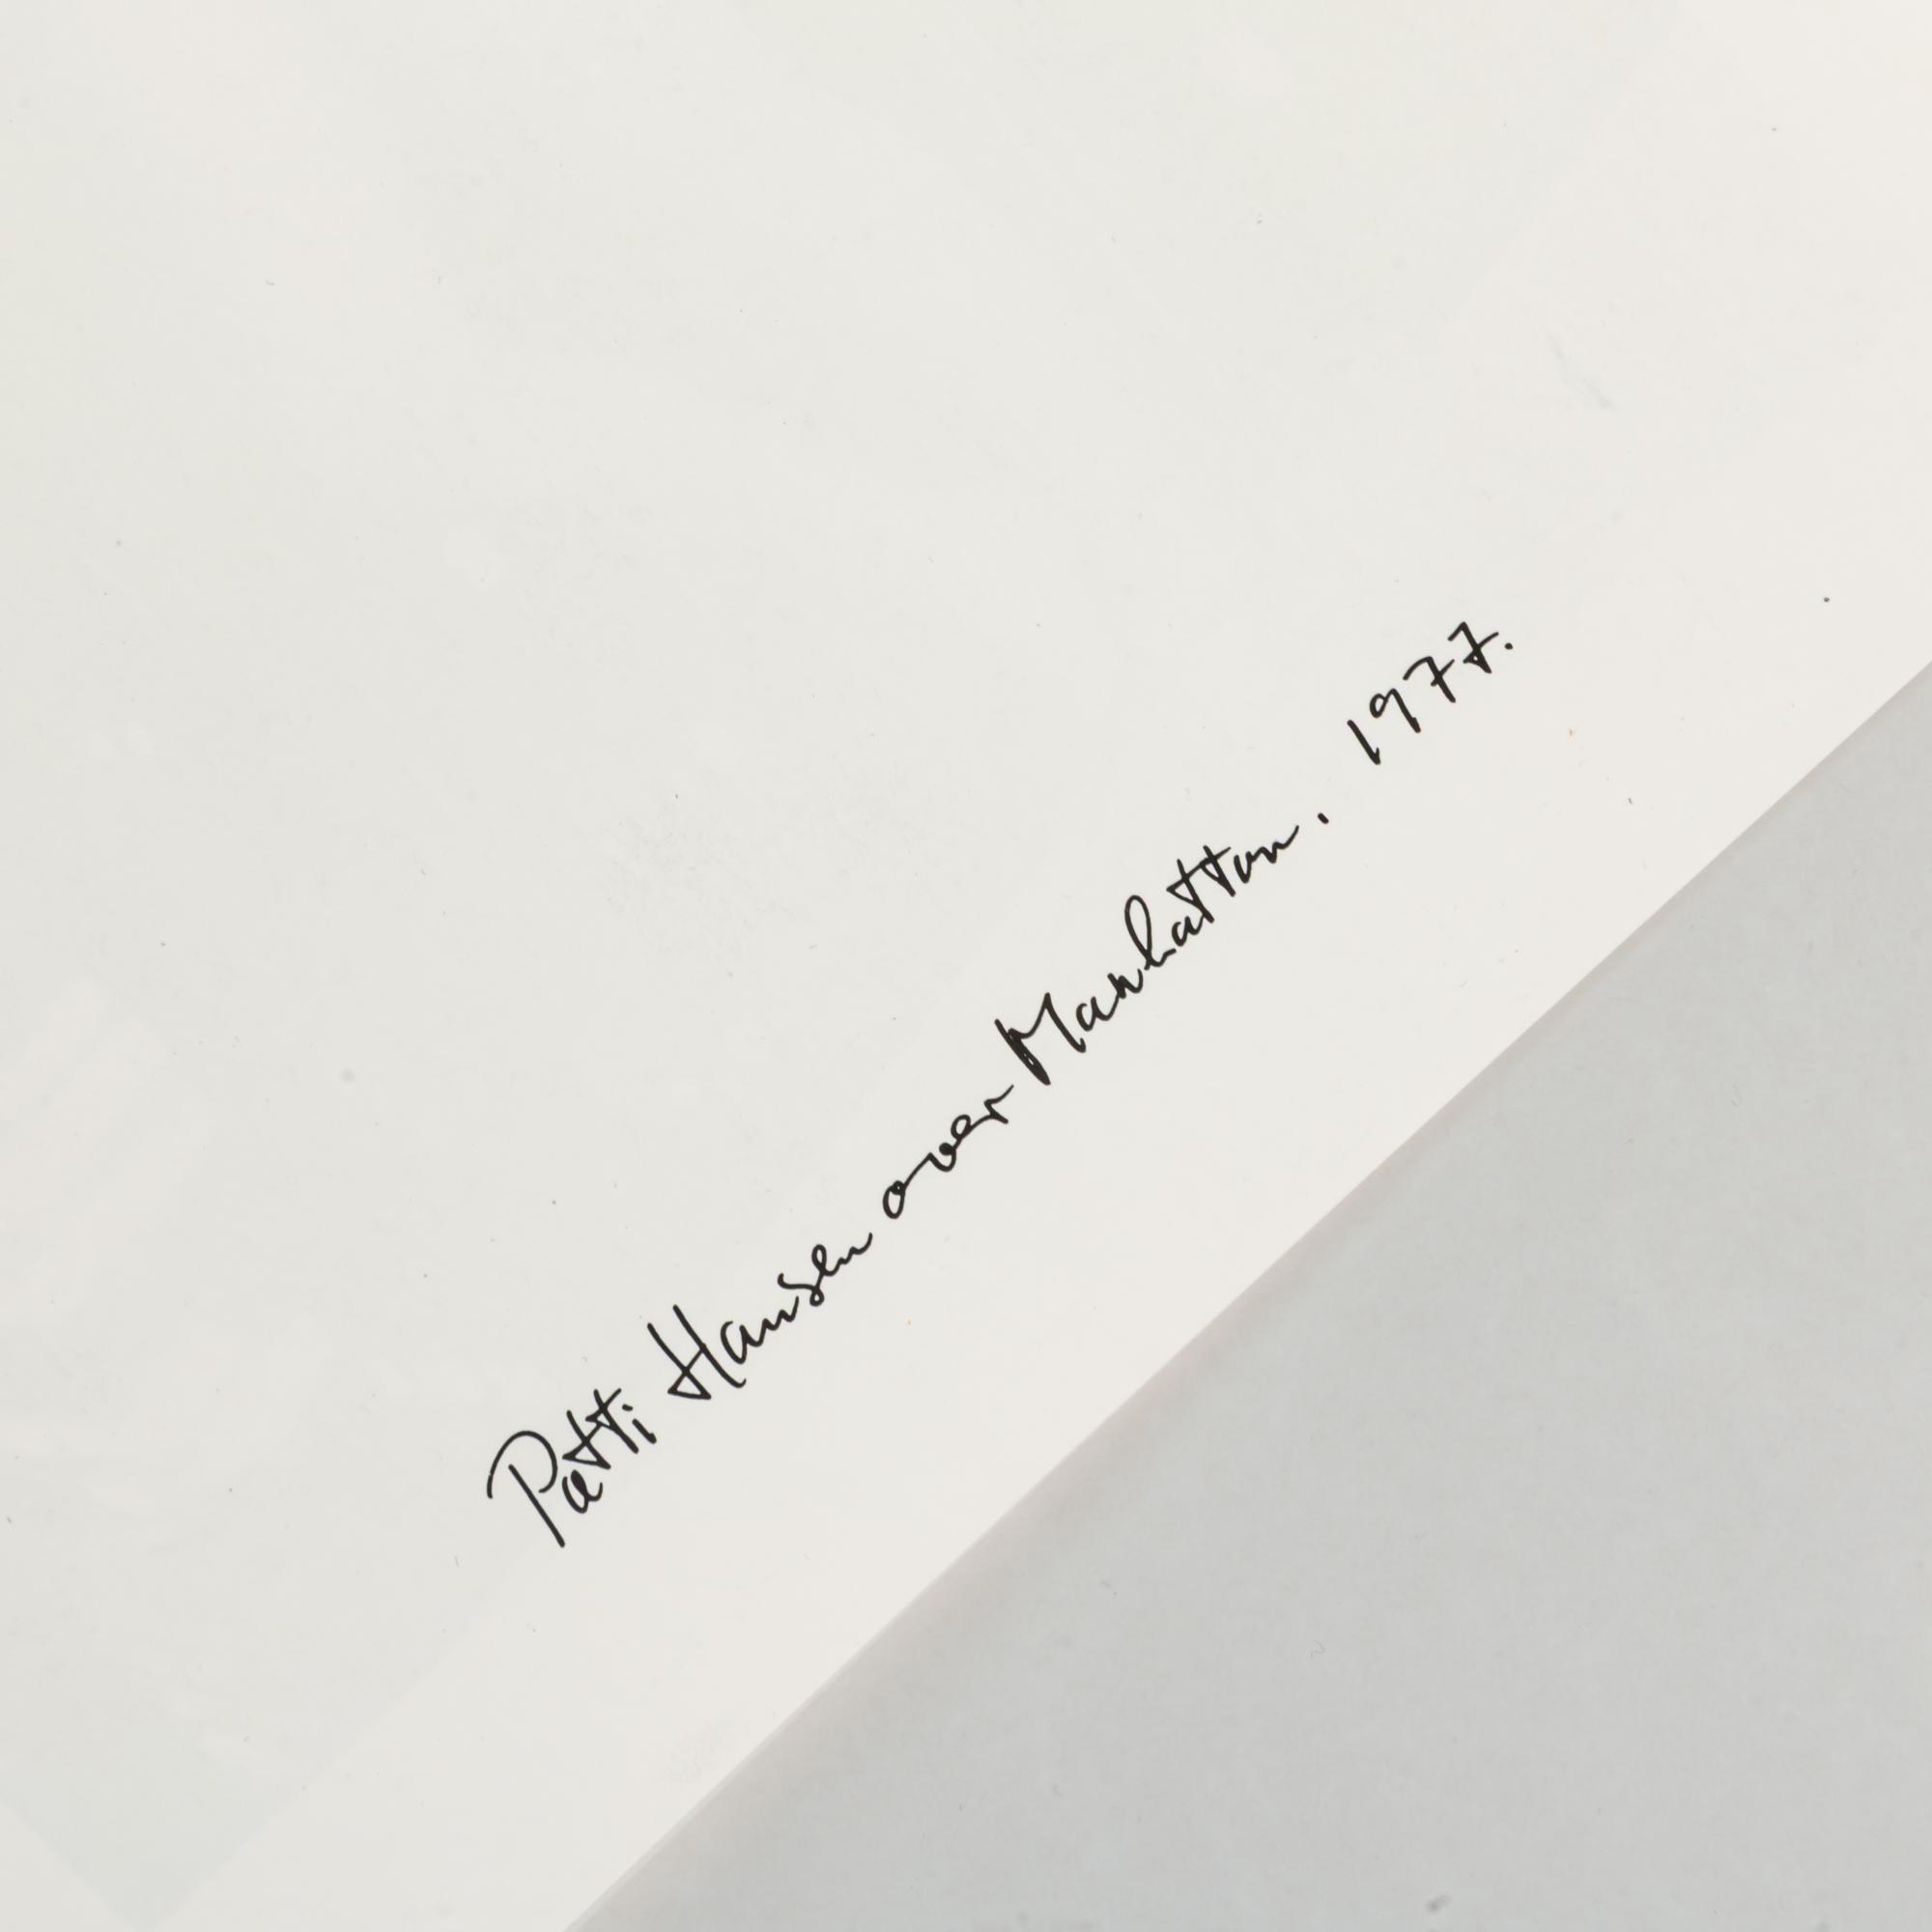 Patti Hansen over Manhattan. 1977.